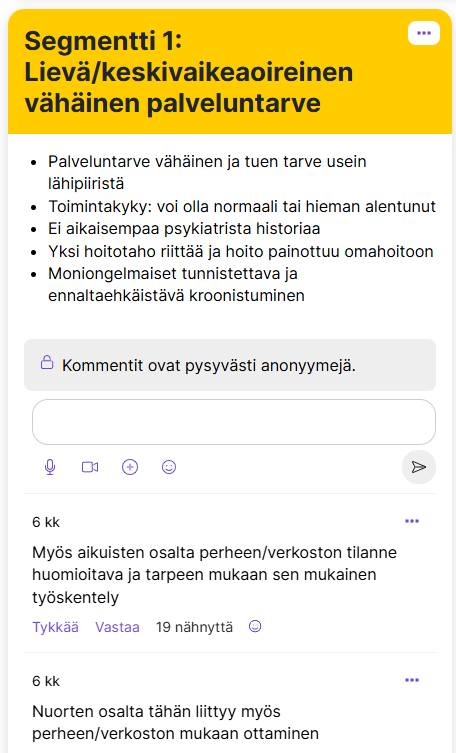 Segmentti 1:
Lievä/keskivaikeaoireinen
vähäinen palveluntarve
• Palveluntarve vähäinen ja tuen tarve usein
lähipiiristä
• Toimintakyky: voi olla normaali tai hieman alentunut
• Ei aikaisempaa psykiatrista historiaa
• Yksi hoitotaho riittää ja hoito painottuu omahoitoon
• Moniongelmaiset tunnistettava ja
ennaltaehkäistävä kroonistuminen
Kommentit ovat pysyvästi anonyymejä.
6 kk
Myös aikuisten osalta perheen/verkoston tilanne
huomioitava ja tarpeen mukaan sen mukainen
työskentely
Tykkää Vastaa 19 nähnyttä
6 kk
Nuorten osalta tähän liittyy myös
perheen/verkoston mukaan ottaminen